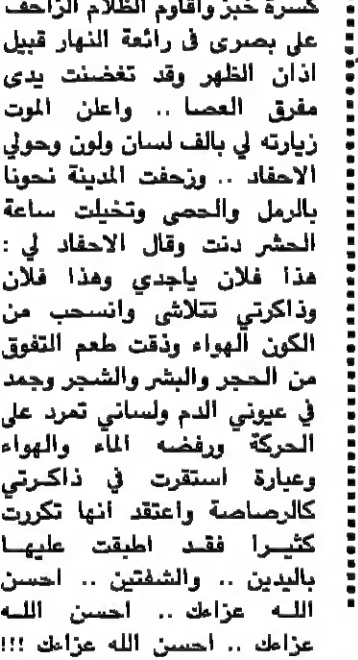 كسرة خبز واقاوم الظلام الزاحف
على بصرى فى رائعة النهار قبيل
اذان الظهر وقد تغضنت يدى
مفرق العصا .. واعلن الموت
زيارته لي بالف لسان ولون وحولي
الاحفاد .. وزحفت المدينة نحونا
بالرمل والحصى وتخيلت ساعة
الحشر دنت وقال الاحفاد لي :
هذا فلان ياجدي وهذا فلان
وذاكرتي تتلاشى وانسحب من
الكون الهواء وذقت طعم التفوق
من الحجر والبشر والشجر وجمد
في عيوني الدم ولساني تمرد على
الحركة ورفضه الماء والهواء
وعبارة استقرت في ذاكرتي
كالرصاصة واعتقد انها تكررت
كثيرا فقد اطبقت عليها
باليدين .. والشفتين .. احسن
الله عزاءك .. احسن الله
عزاءك .. احسن الله عزاءك !!!